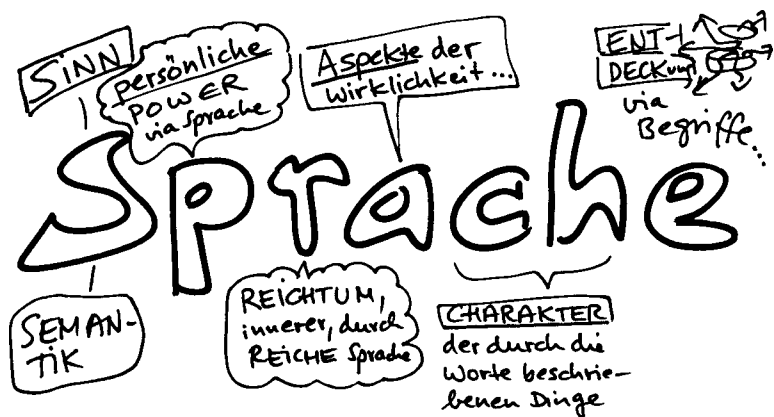 SINN
persönliche
POWER
via Sprache
Aspekte der
Wirklichkeit...
ENT-
DECKung
via
Begriffe...
Sprache
SEMAN-
TIK
REICHTUM,
innerer, durch
REICHE Sprache
CHARAKTER
der durch die
Worte beschrie-
benen Dinge